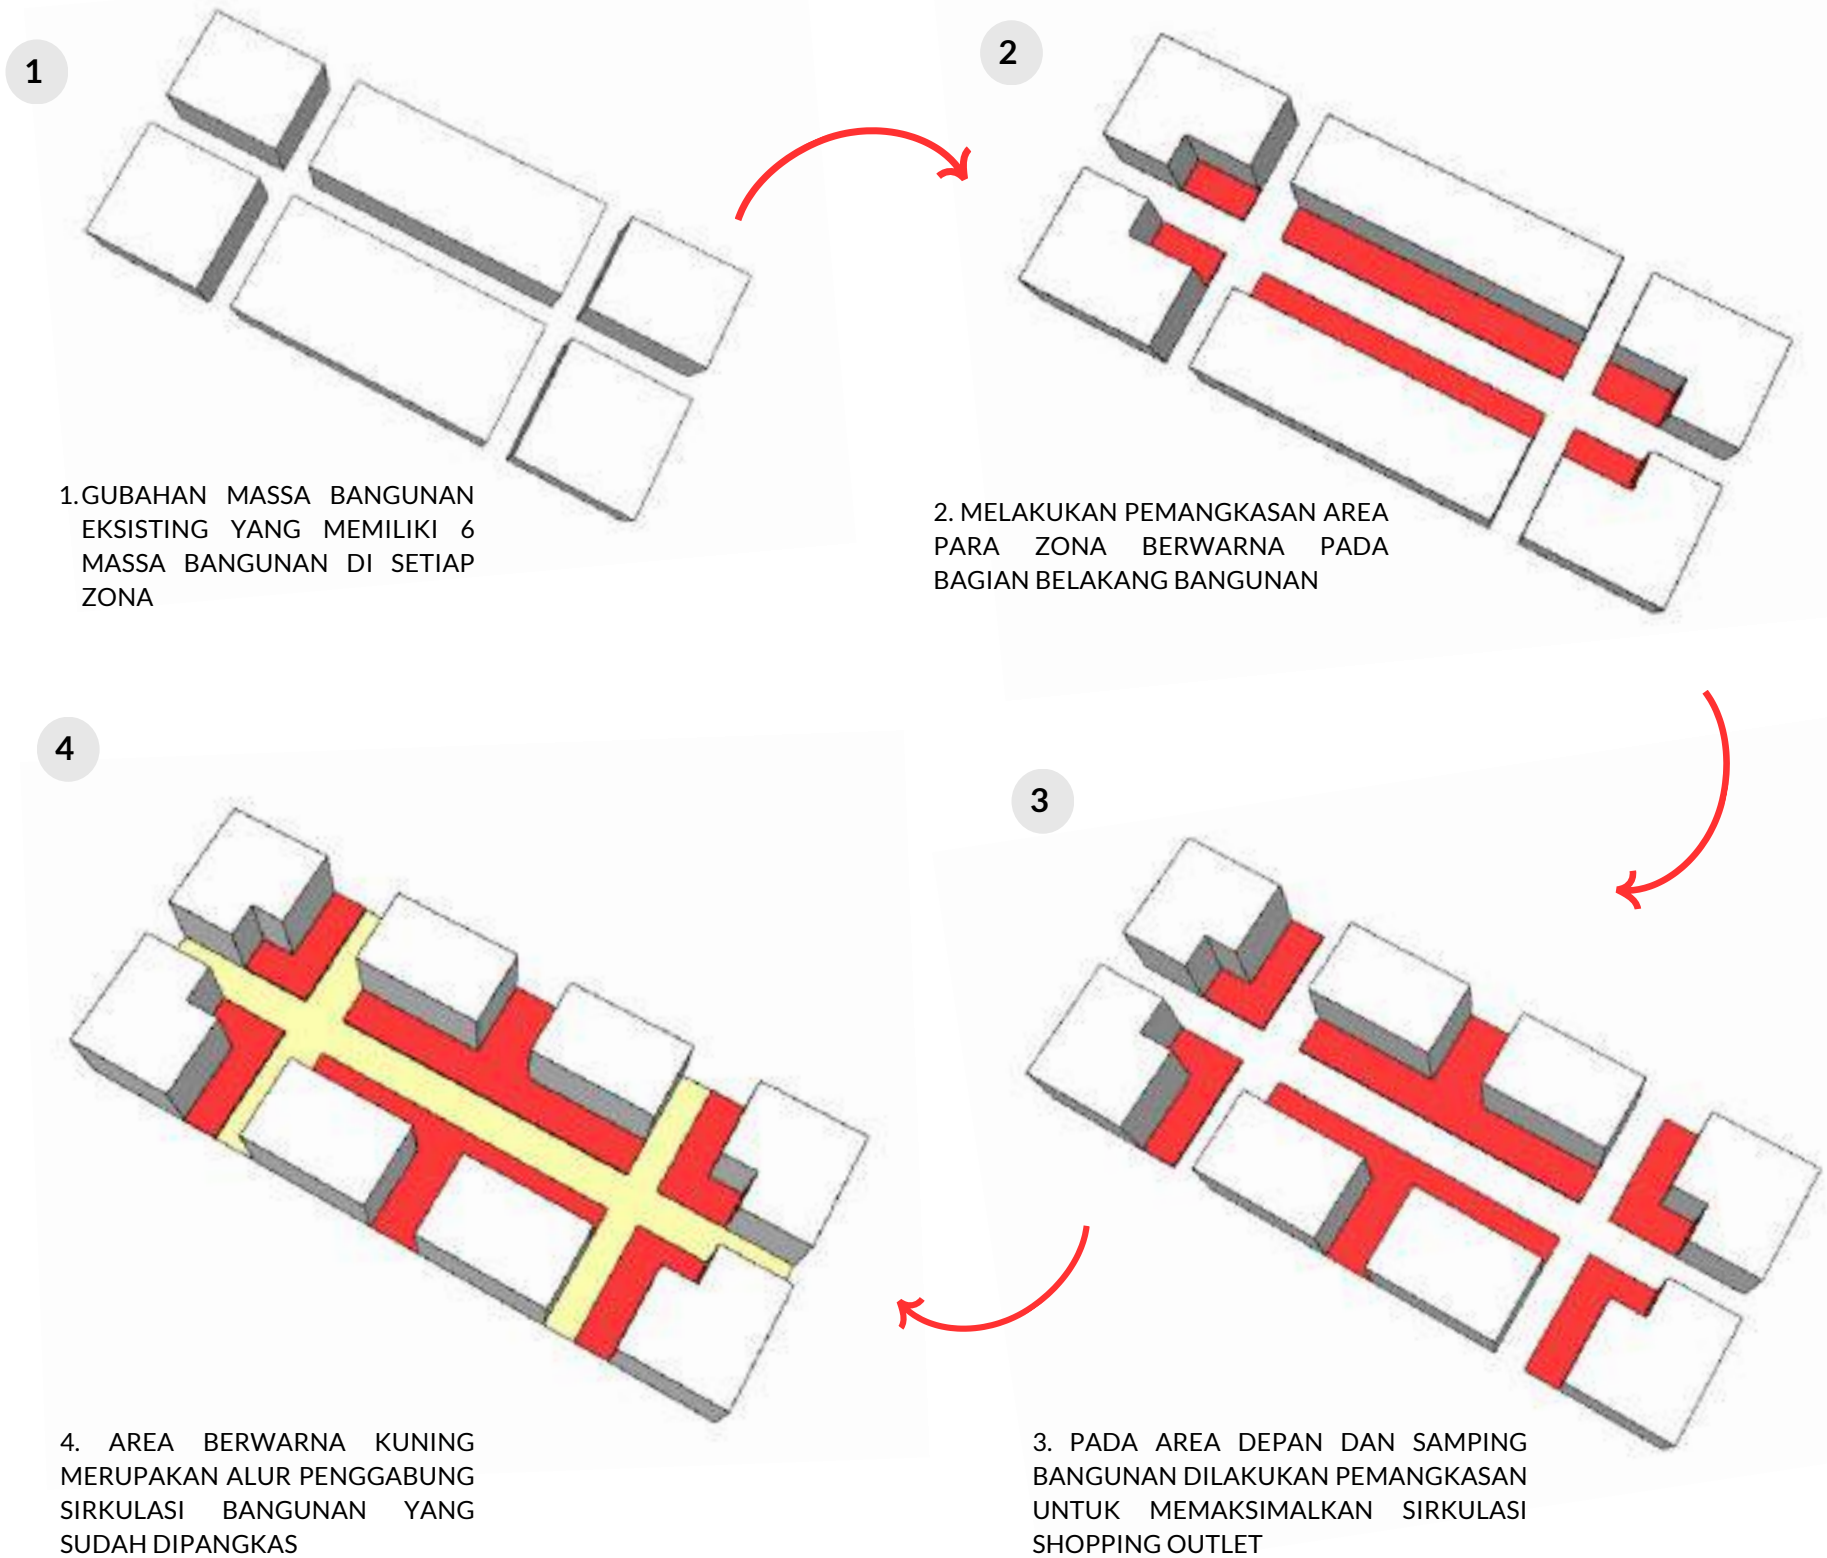 1
1. GUBAHAN MASSA BANGUNAN
EKSISTING YANG MEMILIKI 6
MASSA BANGUNAN DI SETIAP
ZONA
2
2. MELAKUKAN PEMANGKASAN AREA
PARA ZONA BERWARNA PADA
BAGIAN BELAKANG BANGUNAN
3
3. PADA AREA DEPAN DAN SAMPING
BANGUNAN DILAKUKAN PEMANGKASAN
UNTUK MEMAKSIMALKAN SIRKULASI
SHOPPING OUTLET
4
4. AREA BERWARNA KUNING
MERUPAKAN ALUR PENGGABUNG
SIRKULASI BANGUNAN YANG
SUDAH DIPANGKAS